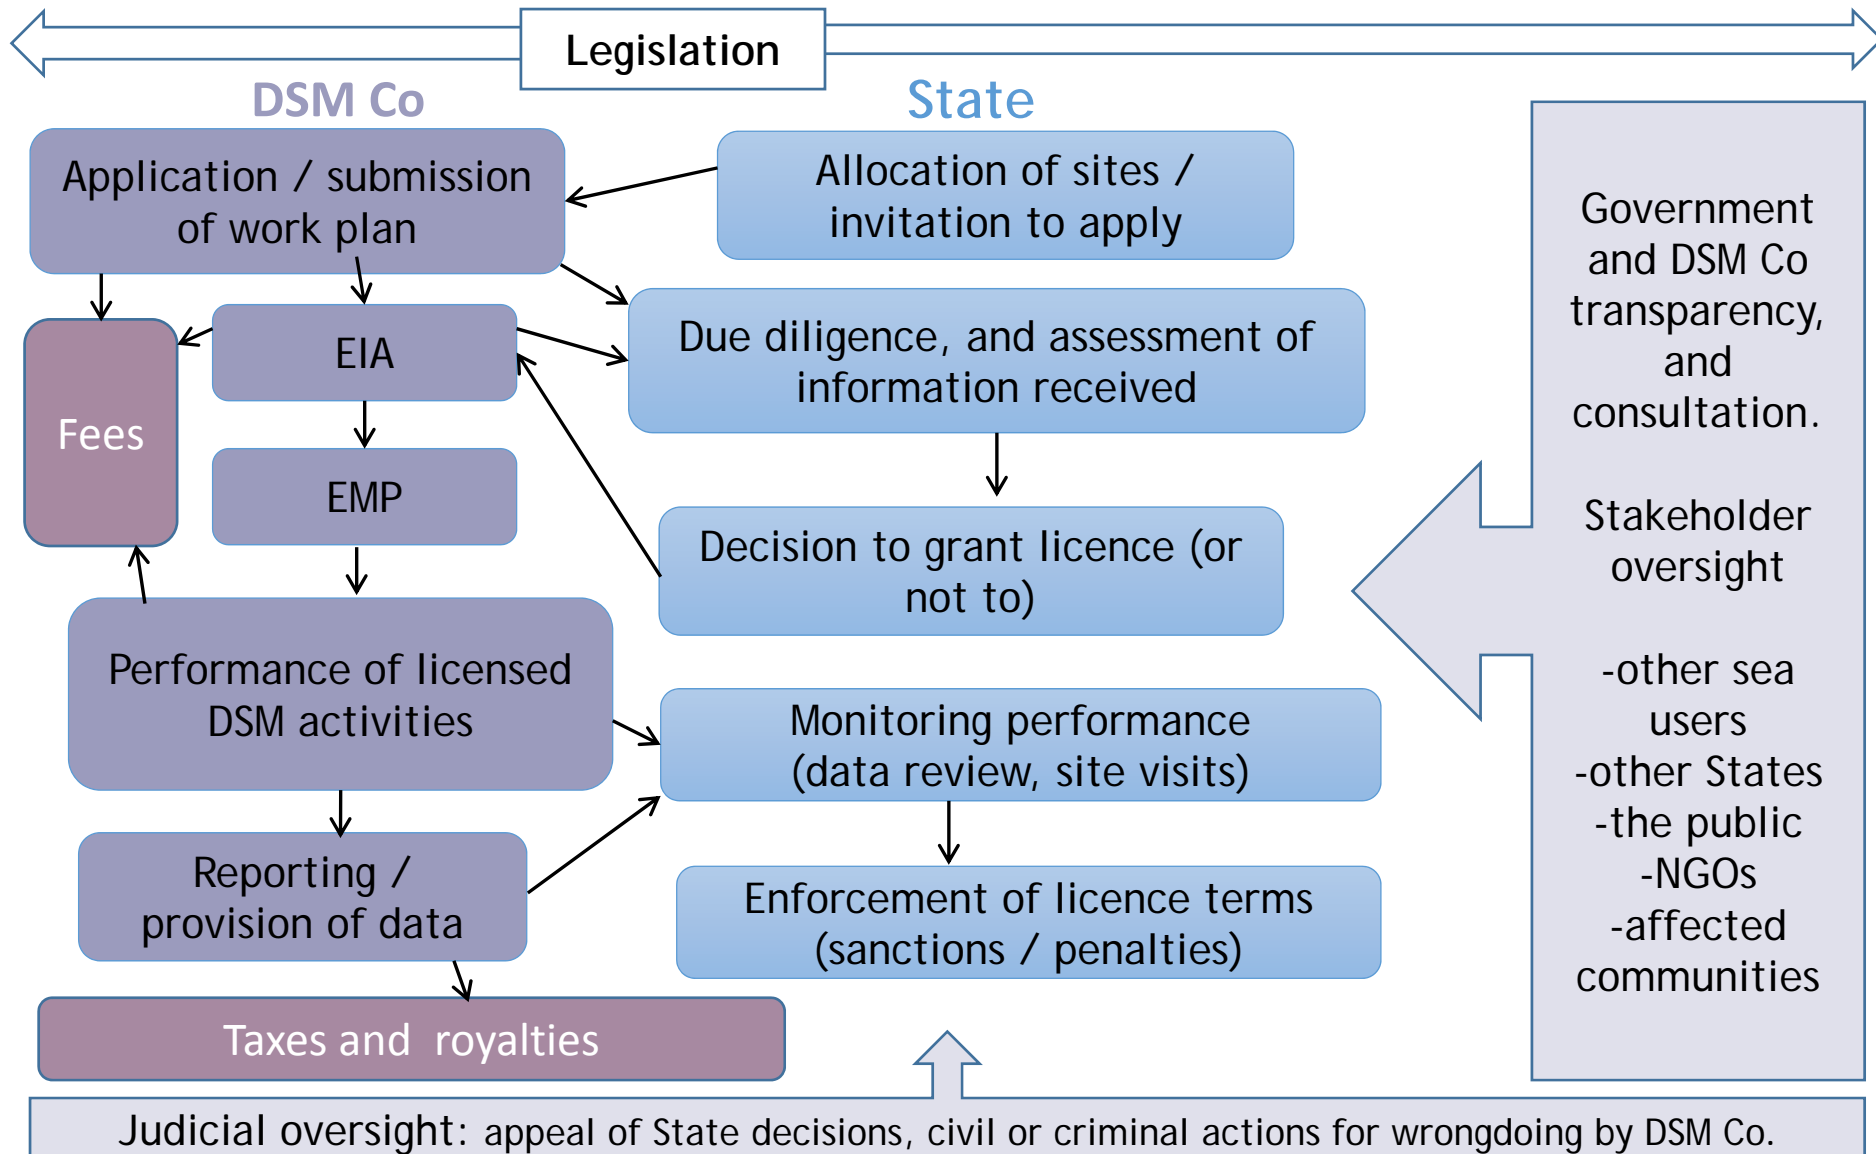 Legislation
DSM Co
State
Application / submission
of work plan
Allocation of sites /
invitation to apply
Fees
EIA
Due diligence, and assessment of
information received
EMP
Decision to grant licence (or
not to)
Performance of licensed
DSM activities
Monitoring performance
(data review, site visits)
Reporting /
provision of data
Enforcement of licence terms
(sanctions / penalties)
Taxes and royalties
Government
and DSM Co
transparency,
and
consultation.
Stakeholder
oversight
-other sea
users
-other States
-the public
-NGOs
-affected
communities
Judicial oversight: appeal of State decisions, civil or criminal actions for wrongdoing by DSM Co.